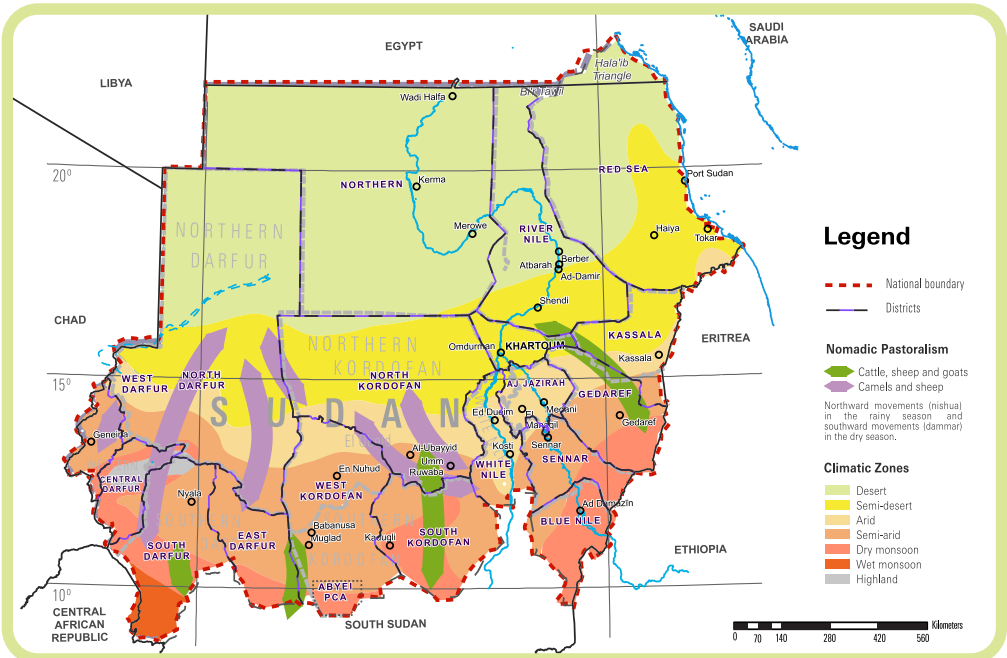 EGYPT
SAUDI
ARABIA
LIBYA
Hala'ib
Triangle
Bir Tawil
Wadi Halfa
20°
RED SEA
Port Sudan
NORTHERN
Kerma
NORTHERN
DARFUR
Merowe
RIVER
NILE
Haiya
Tokar
Berber
Atbarah
Ad-Damir
Shendi
CHAD
NORTHERN
KORDOFAN
Omdurman
KHARTOUM
KASSALA
Kassala
ERITREA
15°
WEST
DARFUR
NORTH
DARFUR
NORTH
KORDOFAN
AJ JAZIRAH
GEDAREF
Gedaref
SUDAN
Ed Dueim
El
Manaqil
Medani
Geneina
Al-Ubayyid
Umm
Ruwaba
Kosti
Sennar
SENNAR
WHITE
NILE
CENTRAL
DARFUR
En Nuhud
WEST
KORDOFAN
Nyala
Ad Damazin
BLUE NILE
Babanusa
Muglad
Kadugli
SOUTH
KORDOFAN
SOUTH
DARFUR
EAST
DARFUR
ETHIOPIA
10°
ABYEI
PCA
CENTRAL
AFRICAN
REPUBLIC
SOUTH SUDAN
Legend
National boundary
Districts
Nomadic Pastoralism
Cattle, sheep and goats
Camels and sheep
Northward movements (nishua)
in the rainy season and
southward movements (dammar)
in the dry season.
Climatic Zones
Desert
Semi-desert
Arid
Semi-arid
Dry monsoon
Wet monsoon
Highland
Kilometers
0 70 140 280 420 560